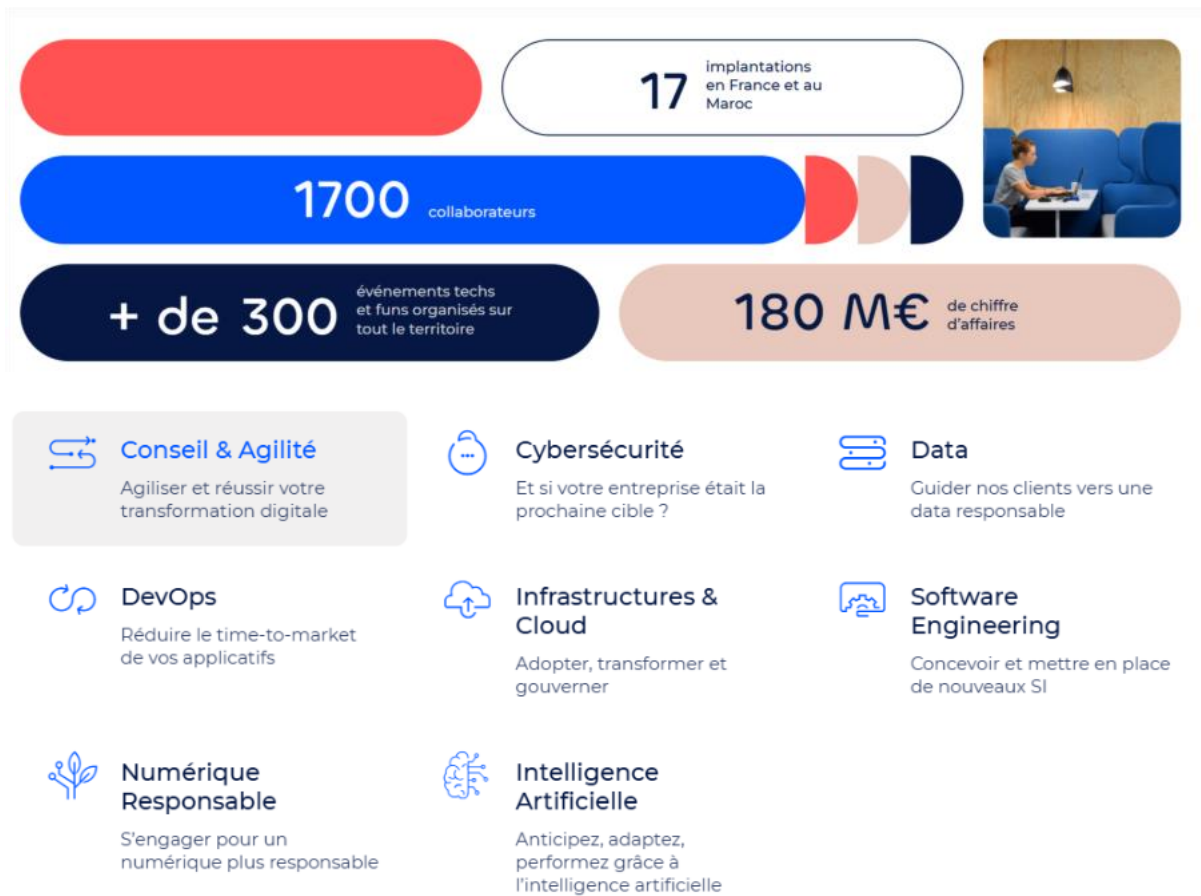 17
implantations
en France et au
Maroc
1700 collaborateurs
+ de 300
événements techs
et funs organisés sur
tout le territoire
180 M€
de chiffre
d'affaires
Conseil & Agilité
Agiliser et réussir votre
transformation digitale
Cybersécurité
Et si votre entreprise était la
prochaine cible ?
Data
Guider nos clients vers une
data responsable
DevOps
Réduire le time-to-market
de vos applicatifs
Infrastructures &
Cloud
Adopter, transformer et
gouverner
Software
Engineering
Concevoir et mettre en place
de nouveaux SI
Numérique
Responsable
S'engager pour un
numérique plus responsable
Intelligence
Artificielle
Anticipez, adaptez,
performez grâce à
l'intelligence artificielle